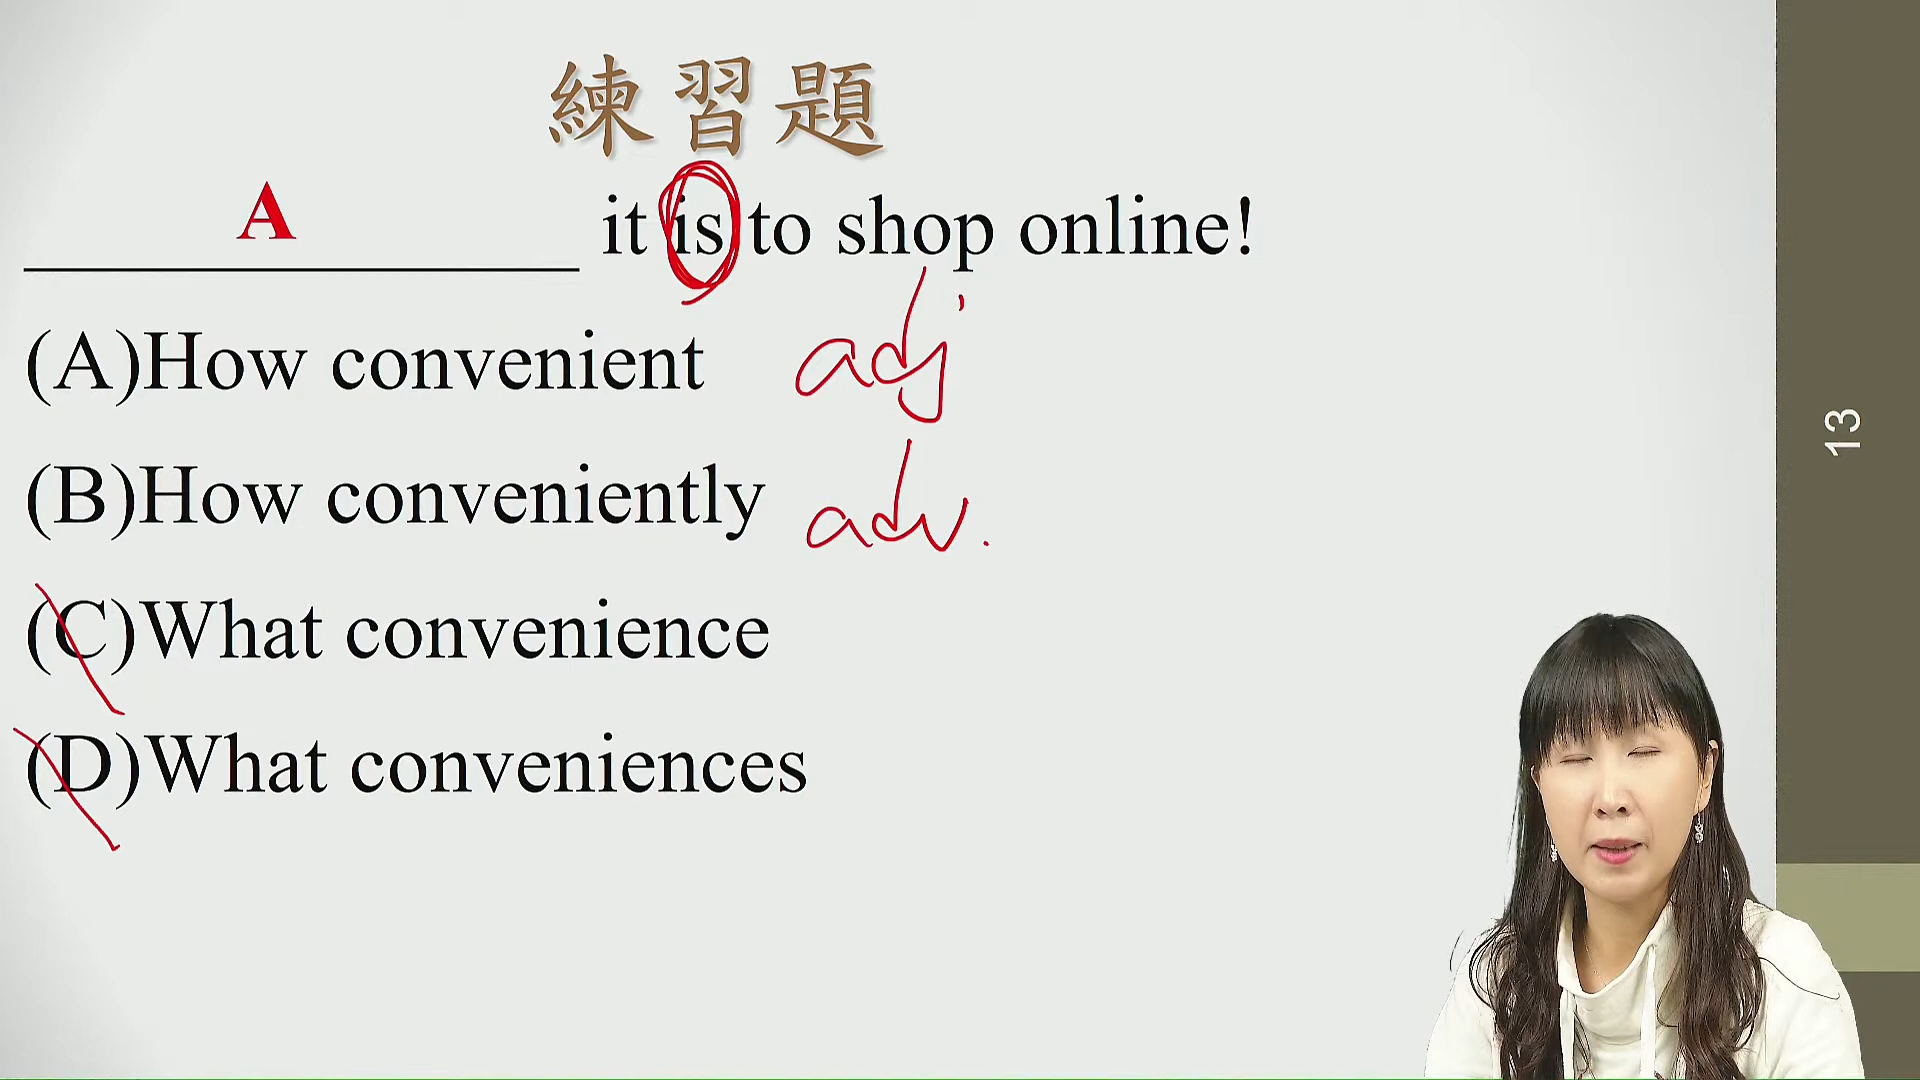 練習題
A it is to shop online!
(A)How convenient adj
(B)How conveniently adv.
(C)What convenience
(D)What conveniences
13